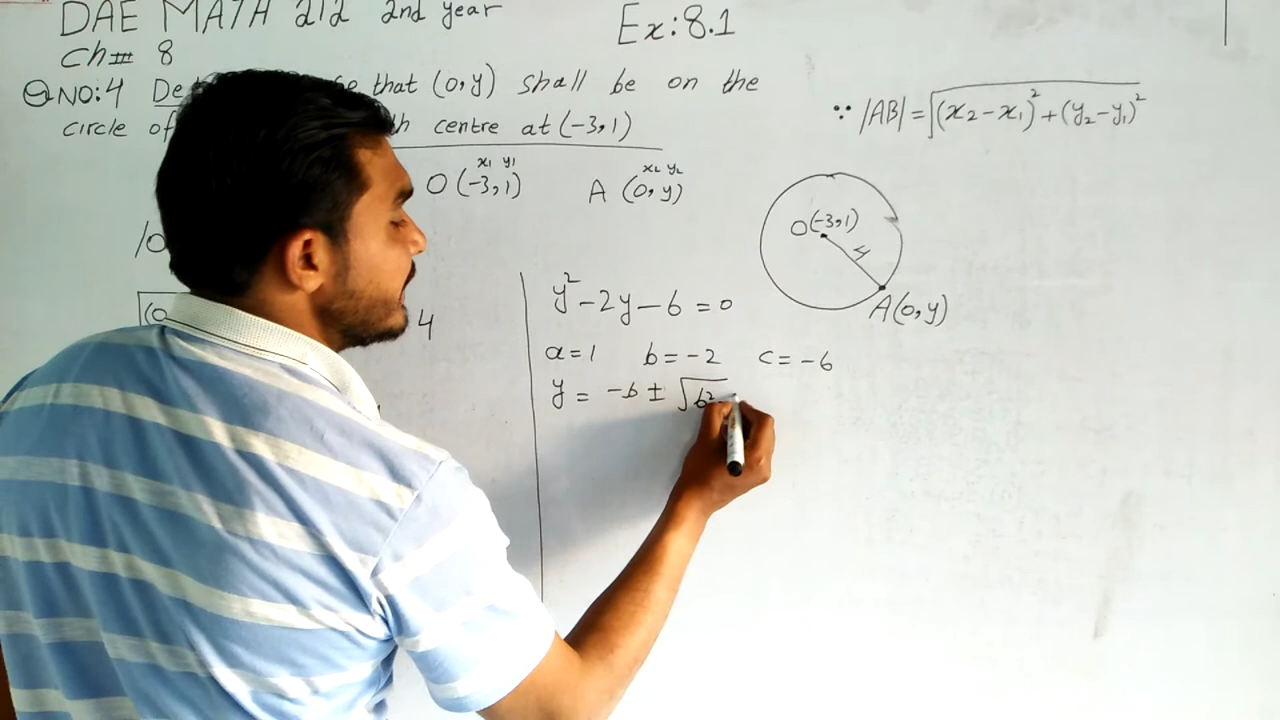 DAE MATH 212 2nd year
Ex: 8.1
Ch# 8
Q NO:4 De that (0,y) shall be on the
circle of centre at (-3,1)
∵ |AB| = √(x₂-x₁)²+(y₂-y₁)²
x₁ y₁ x₂ y₂
O (-3,1) A (0,y)
|O
(0 4
y²-2y-6=0
a=1 b=-2 c=-6
y = -b ± √b²
O(-3,1)
4
A(0,y)